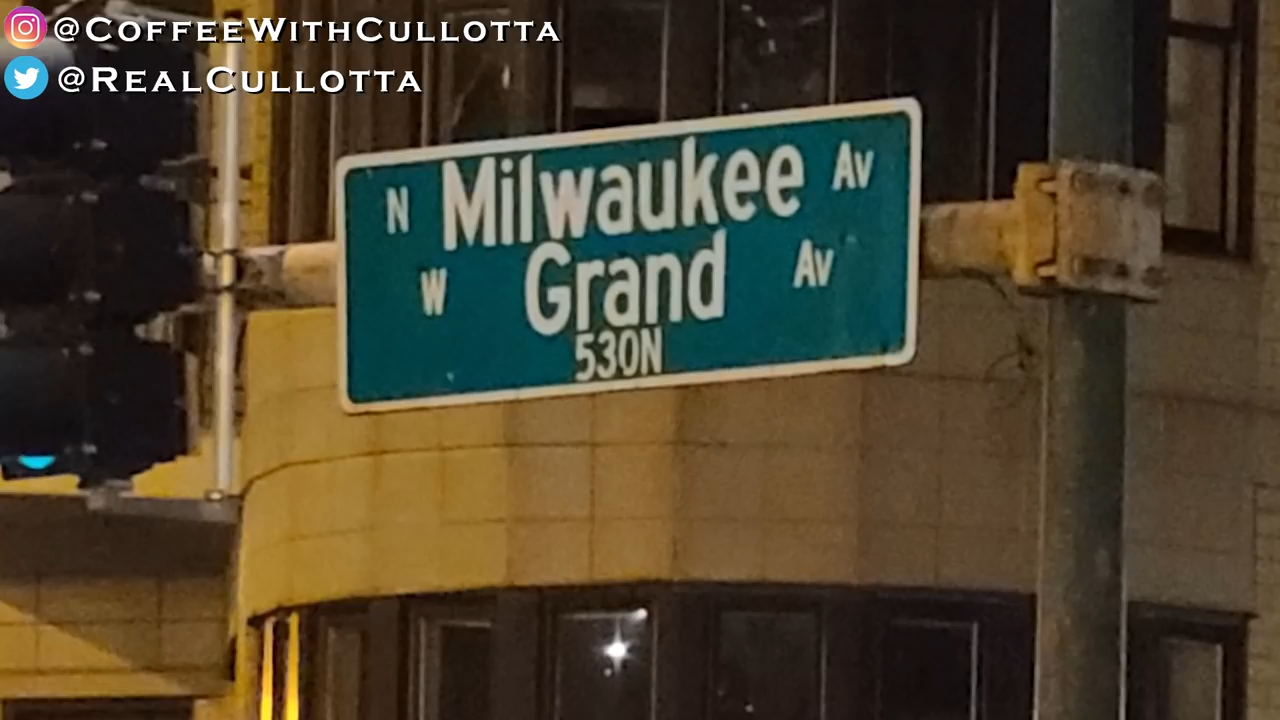 @CoffeeWithCullotta
@RealCullotta
N Milwaukee Av
W Grand Av
530N